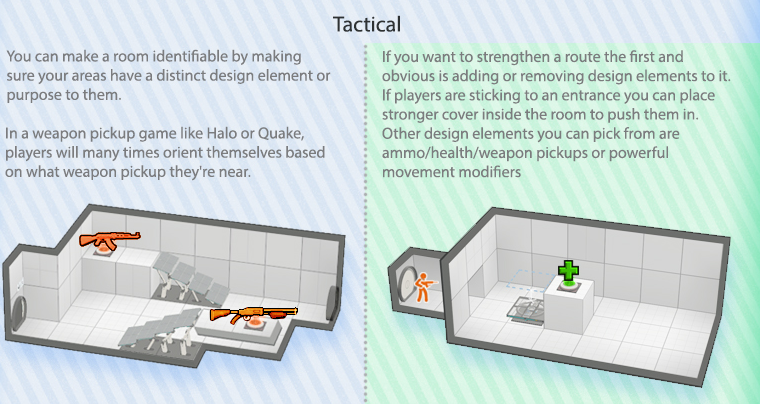 Tactical
You can make a room identifiable by making
sure your areas have a distinct design element or
purpose to them.
In a weapon pickup game like Halo or Quake,
players will many times orient themselves based
on what weapon pickup they're near.
If you want to strengthen a route the first and
obvious is adding or removing design elements to it.
If players are sticking to an entrance you can place
stronger cover inside the room to push them in.
Other design elements you can pick from are
ammo/health/weapon pickups or powerful
movement modifiers